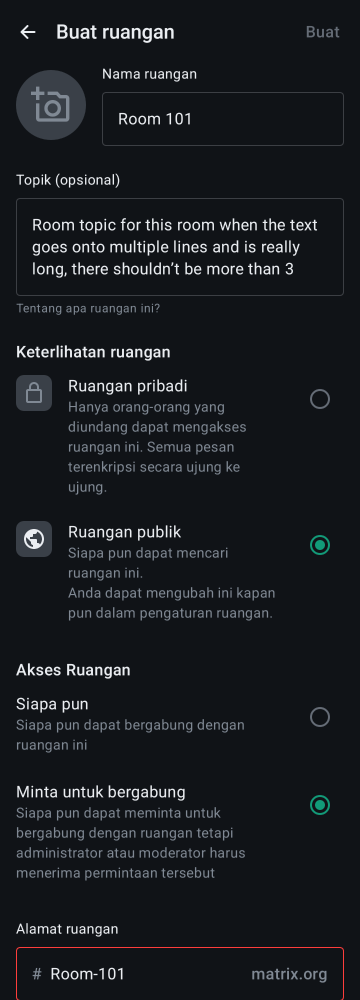 Buat ruangan
Buat
Nama ruangan
Room 101
Topik (opsional)
Room topic for this room when the text
goes onto multiple lines and is really
long, there shouldn’t be more than 3
Tentang apa ruangan ini?
Keterlihatan ruangan
Ruangan pribadi
Hanya orang-orang yang
diundang dapat mengakses
ruangan ini. Semua pesan
terenkripsi secara ujung ke
ujung.
Ruangan publik
Siapa pun dapat mencari
ruangan ini.
Anda dapat mengubah ini kapan
pun dalam pengaturan ruangan.
Akses Ruangan
Siapa pun
Siapa pun dapat bergabung dengan
ruangan ini
Minta untuk bergabung
Siapa pun dapat meminta untuk
bergabung dengan ruangan tetapi
administrator atau moderator harus
menerima permintaan tersebut
Alamat ruangan
# Room-101 matrix.org